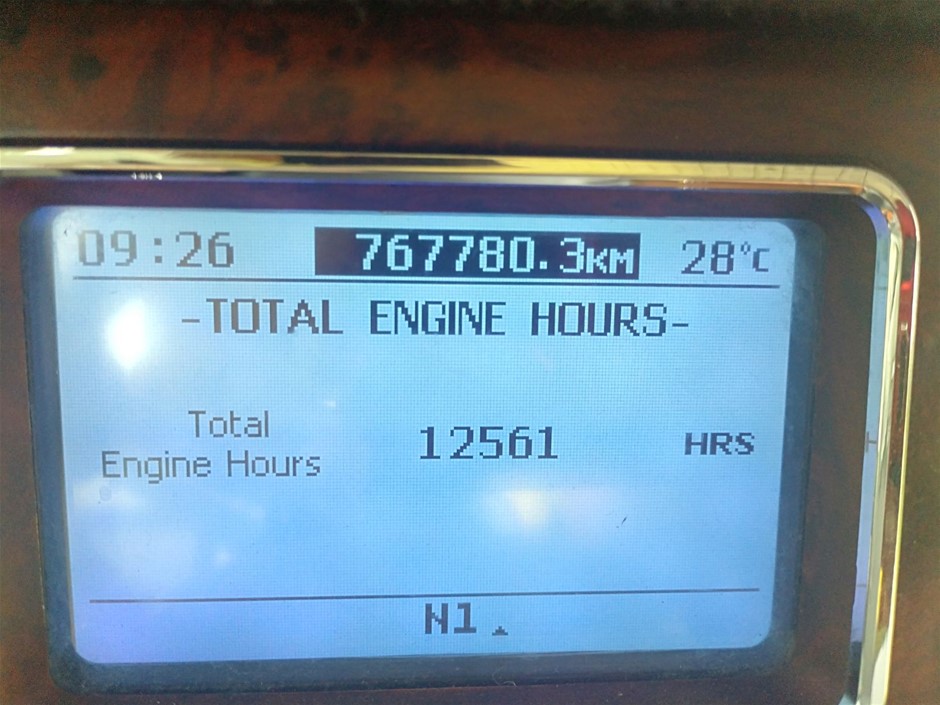 09:26 767780.3KM 28°C
-TOTAL ENGINE HOURS-
Total
Engine Hours 12561 HRS
N1